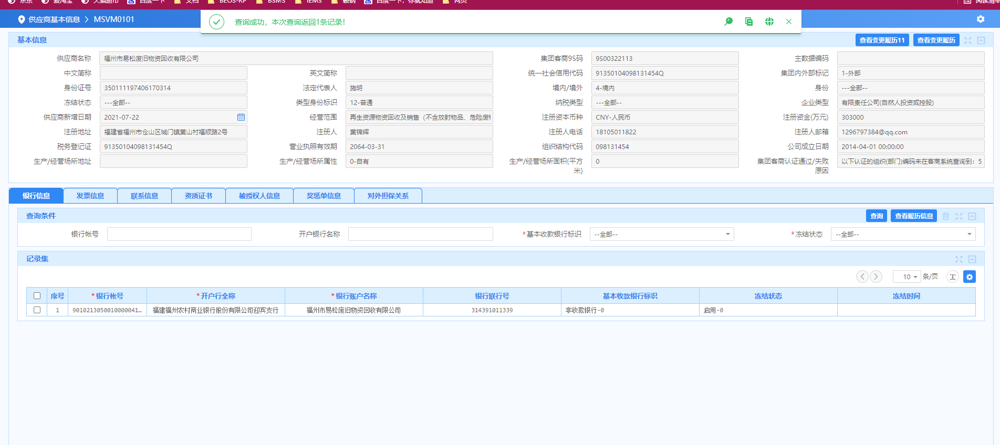 京东 爱淘宝 天猫超市 百度一下 文档 BEOS-KP BSMS IEMS 鞍钢 百度一下，你就知道 网页 阅读清单
供应商基本信息 > MSVM0101
查询成功，本次查询返回1条记录！
基本信息 查看变更履历11 查看变更履历
供应商名称 福州市易松废旧物资回收有限公司 集团客商9S码 9S00322113 主数据编码
中文简称 英文简称 统一社会信用代码 91350104098131454Q 集团内外部标记 1-外部
身份证号 350111197406170314 法定代表人 施明 境内/境外 4-境内 身份 ---全部--
冻结状态 ---全部-- 类型身份标识 12-普通 纳税类型 ---全部-- 企业类型 有限责任公司(自然人投资或控股)
供应商新增日期 2021-07-22 经营范围 再生资源物资回收及销售（不含放射物品、危险废物 注册资本币种 CNY-人民币 注册资金(万元) 303000
注册地址 福建省福州市仓山区城门镇黄山村福顺路2号 注册人 黄锦辉 注册人电话 18105011822 注册人邮箱 1296797384@qq.com
税务登记证 91350104098131454Q 营业执照有效期 2064-03-31 组织结构代码 098131454 公司成立日期 2014-04-01 00:00:00
生产/经营场所地址 生产/经营场所属性 0-自有 生产/经营场所面积(平方米) 0 集团客商认证通过/失败原因 以下认证的组织(部门)编码未在客商系统查询到：5
银行信息 发票信息 联系信息 资质证书 被授权人信息 奖惩单信息 对外担保关系
查询条件 查询 查看履历信息
银行帐号 开户银行名称 *基本收款银行标识 --全部-- *冻结状态 --全部--
记录集
10 条/页
序号 *银行帐号 *开户行全称 *银行账户名称 银行联行号 基本收款银行标识 冻结状态 冻结时间
1 9010213050010000041... 福建福州农村商业银行股份有限公司迎宾支行 福州市易松废旧物资回收有限公司 314391011339 非收款银行-0 启用-0